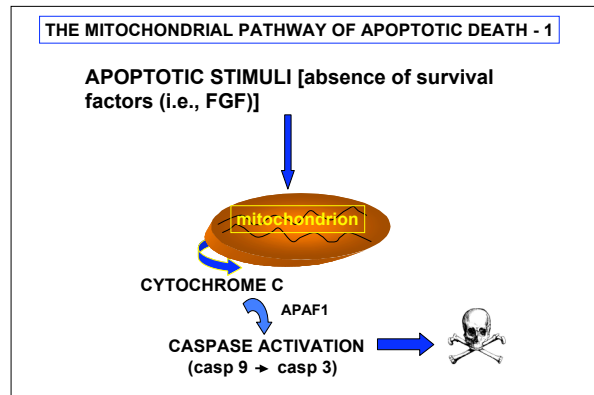 THE MITOCHONDRIAL PATHWAY OF APOPTOTIC DEATH - 1
APOPTOTIC STIMULI [absence of survival
factors (i.e., FGF)]
mitochondrion
CYTOCHROME C
APAF1
CASPASE ACTIVATION
(casp 9 → casp 3)